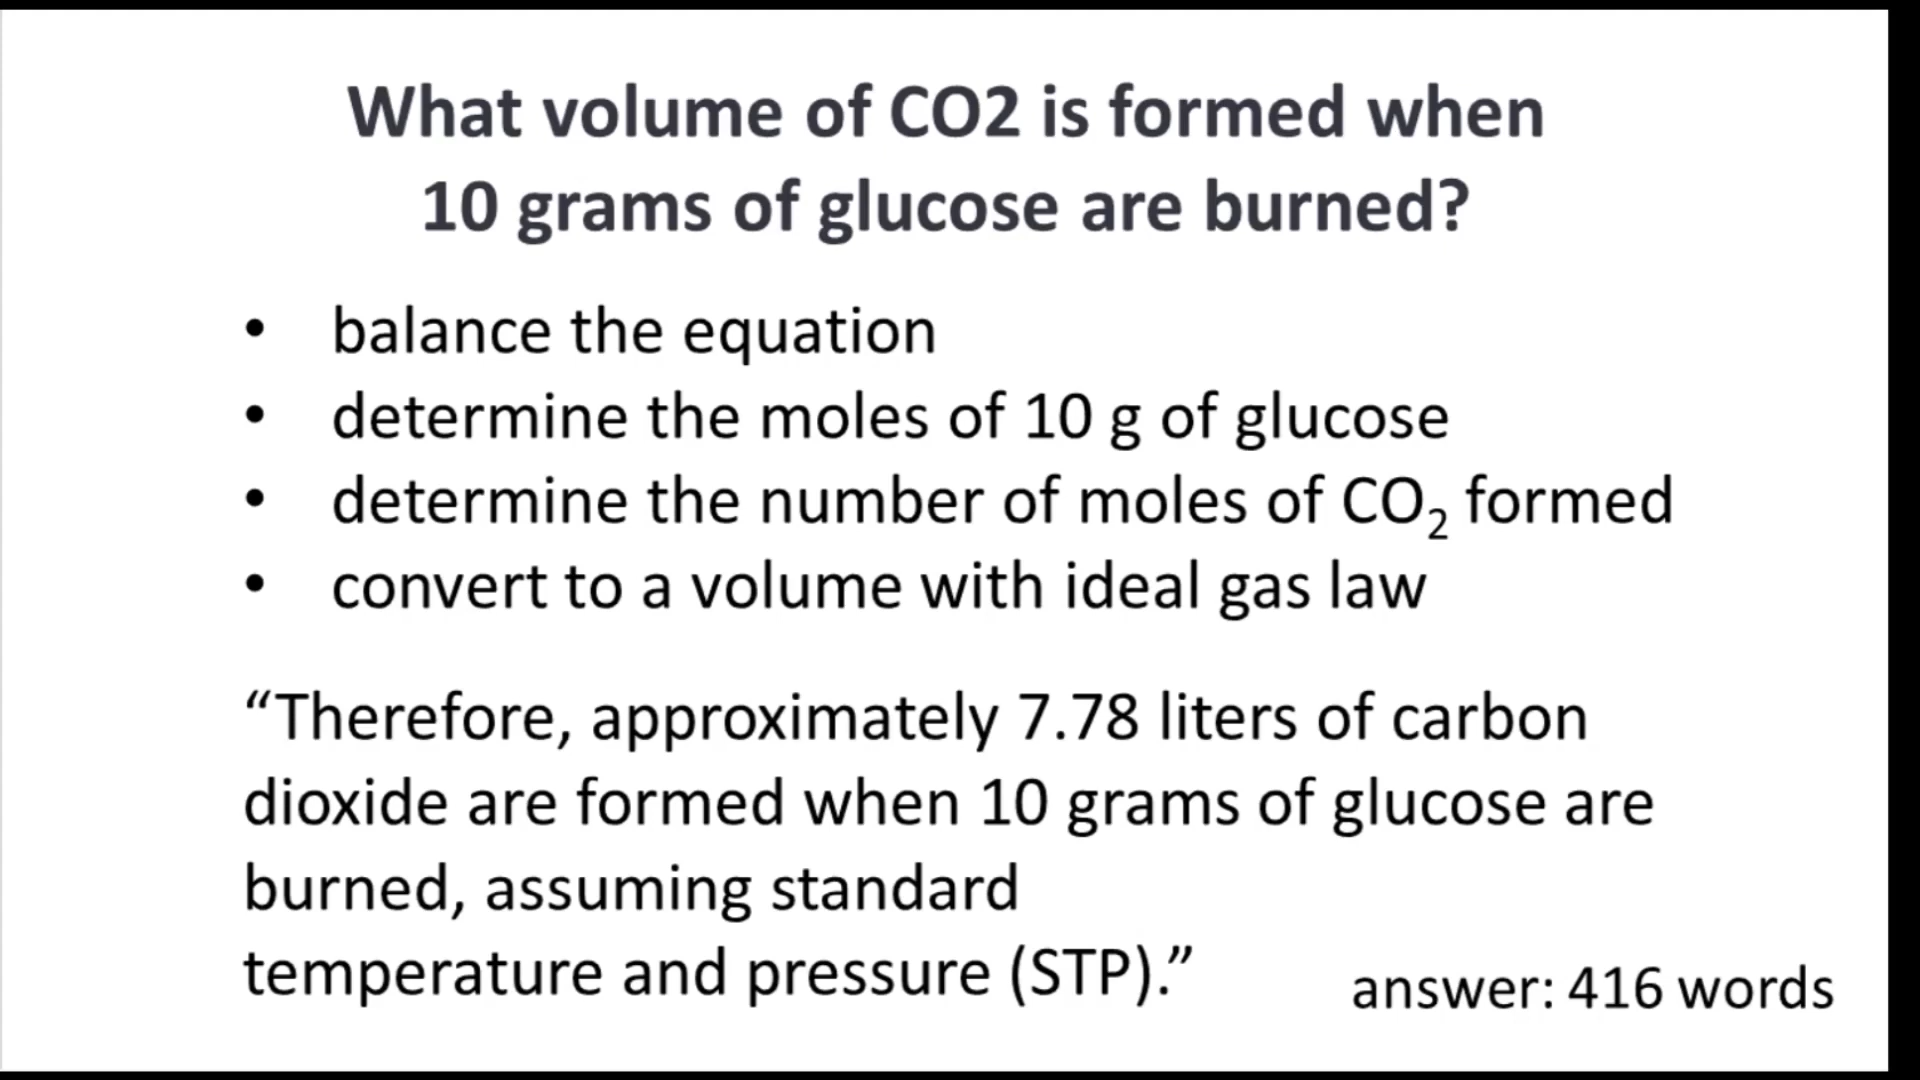 What volume of CO2 is formed when
10 grams of glucose are burned?
• balance the equation
• determine the moles of 10 g of glucose
• determine the number of moles of CO₂ formed
• convert to a volume with ideal gas law
“Therefore, approximately 7.78 liters of carbon
dioxide are formed when 10 grams of glucose are
burned, assuming standard
temperature and pressure (STP).”
answer: 416 words